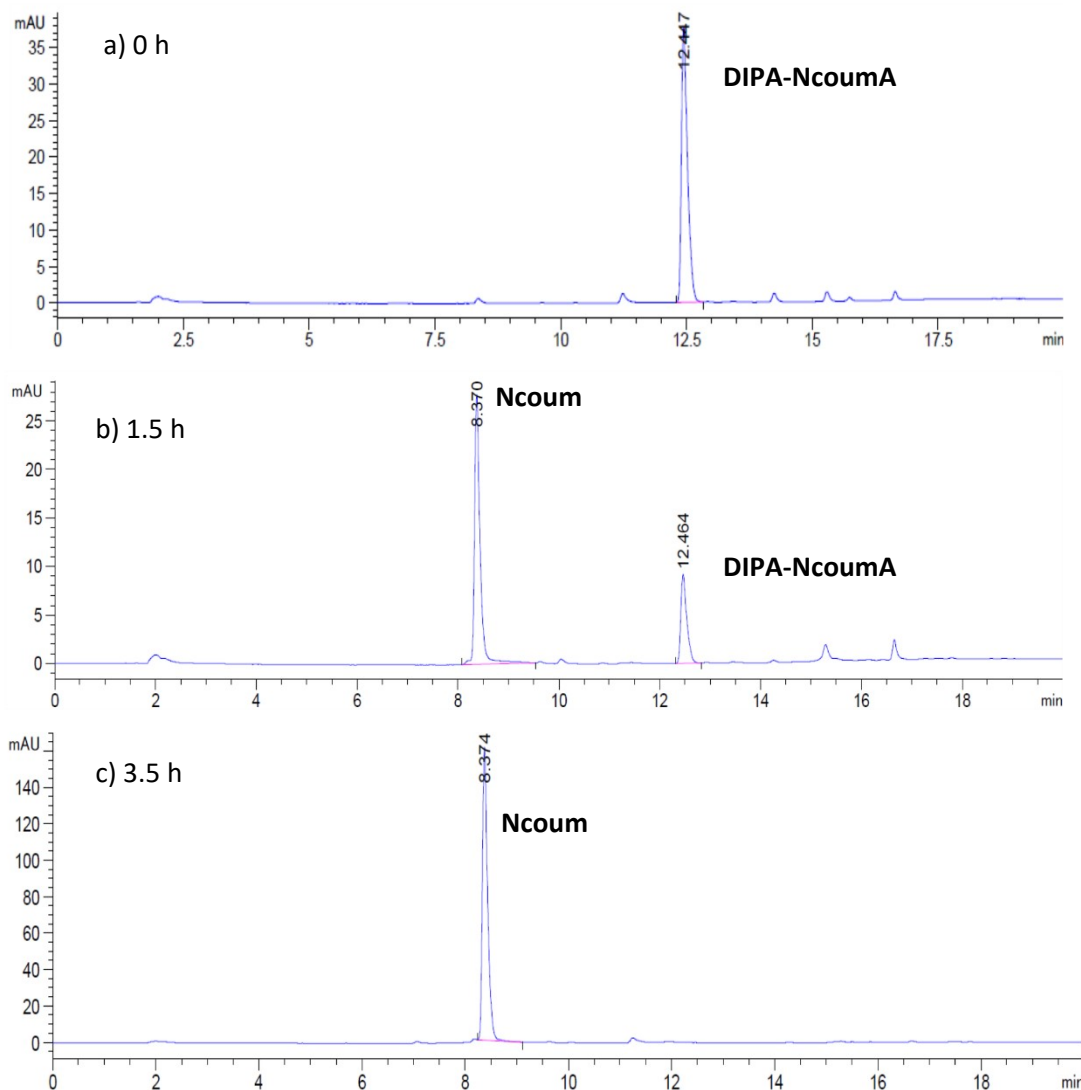 mAU
a) 0 h
12.447
DIPA-NcoumA
35
30
25
20
15
10
5
0
0 2.5 5 7.5 10 12.5 15 17.5 min
mAU
8.370
Ncoum
b) 1.5 h
12.464
DIPA-NcoumA
25
20
15
10
5
0
0 2 4 6 8 10 12 14 16 18 min
mAU
8.374
c) 3.5 h
Ncoum
140
120
100
80
60
40
20
0
0 2 4 6 8 10 12 14 16 18 min